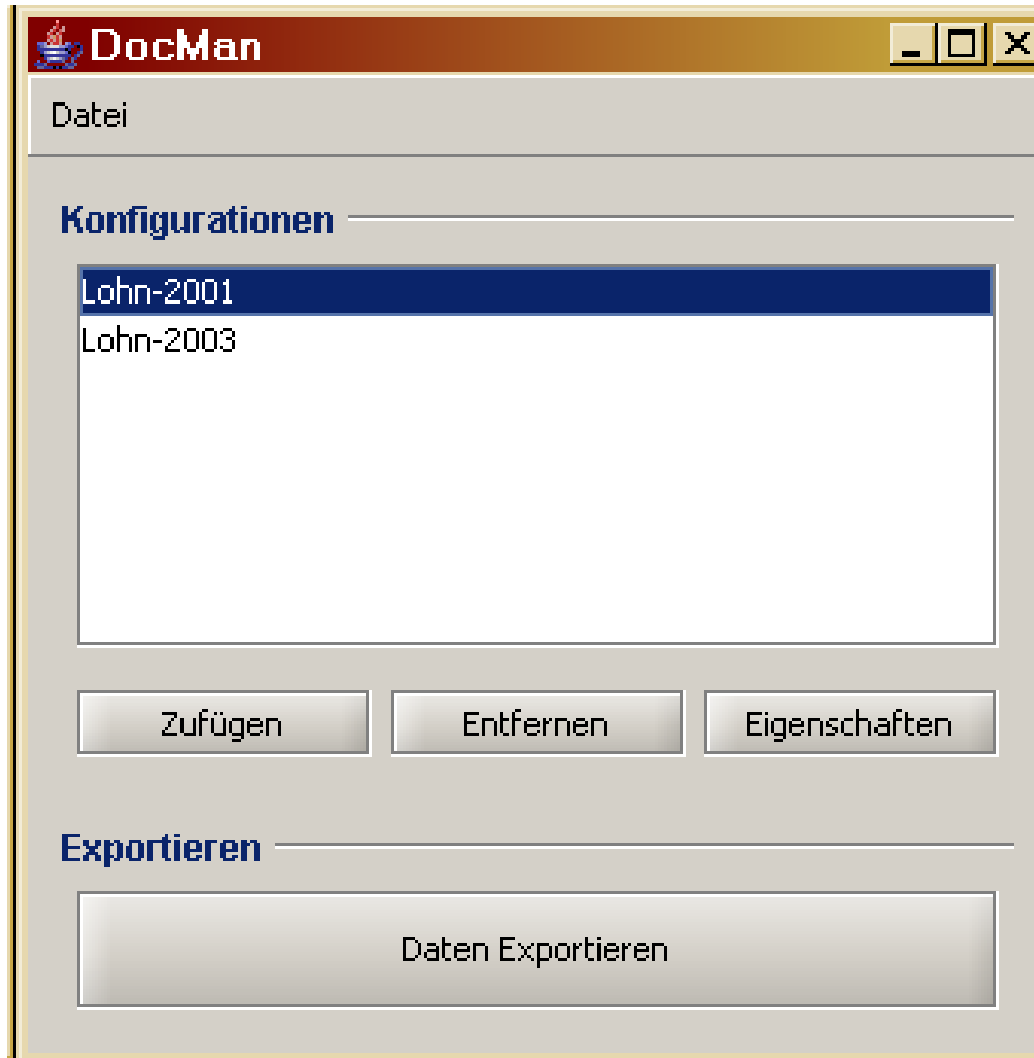 DocMan
Datei
Konfigurationen
Lohn-2001
Lohn-2003
Zufügen Entfernen Eigenschaften
Exportieren
Daten Exportieren